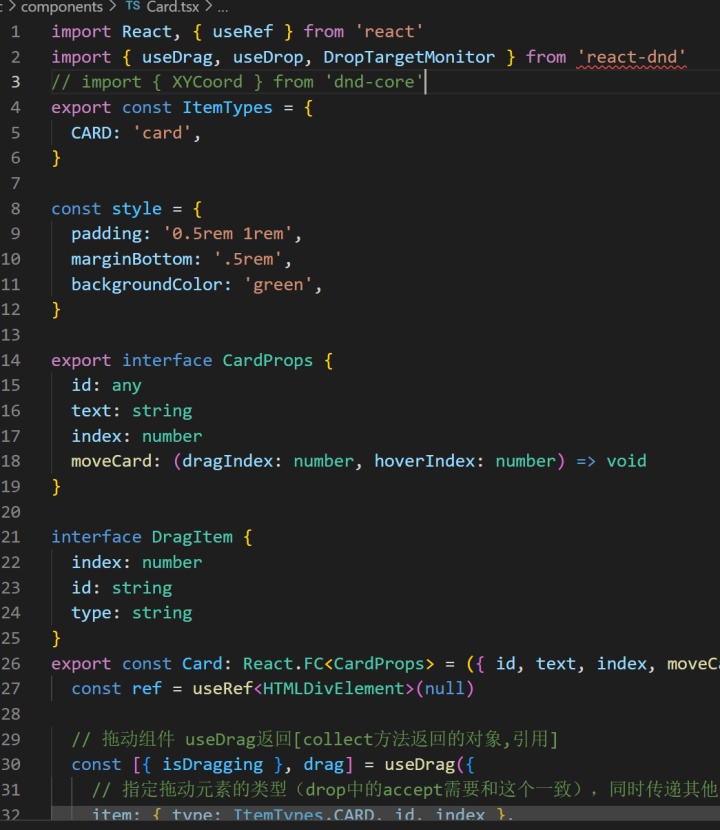 components > TS Card.tsx > ...
1 import React, { useRef } from 'react'
2 import { useDrag, useDrop, DropTargetMonitor } from 'react-dnd'
3 // import { XYCoord } from 'dnd-core'
4 export const ItemTypes = {
5 CARD: 'card',
6 }
7
8 const style = {
9 padding: '0.5rem 1rem',
10 marginBottom: '.5rem',
11 backgroundColor: 'green',
12 }
13
14 export interface CardProps {
15 id: any
16 text: string
17 index: number
18 moveCard: (dragIndex: number, hoverIndex: number) => void
19 }
20
21 interface DragItem {
22 index: number
23 id: string
24 type: string
25 }
26 export const Card: React.FC<CardProps> = ({ id, text, index, moveCa
27 const ref = useRef<HTMLDivElement>(null)
28
29 // 拖动组件 useDrag返回[collect方法返回的对象,引用]
30 const [{ isDragging }, drag] = useDrag({
31 // 指定拖动元素的类型（drop中的accept需要和这个一致），同时传递其他
32 item: { type: ItemTypes.CARD, id, index },